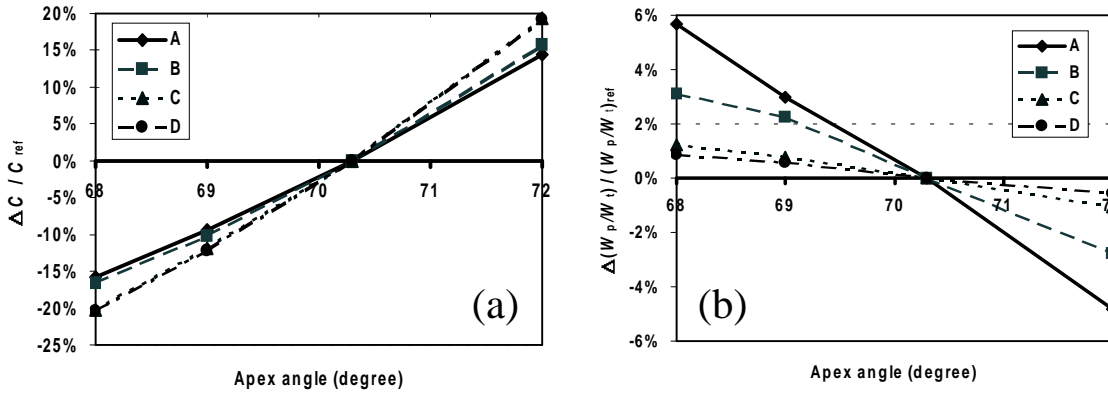 20%
15%
10%
5%
0%
-5%
-10%
-15%
-20%
-25%
68 69 70 71 72
A
B
C
D
ΔC / C ref
Apex angle (degree)
(a)
6%
4%
2%
0%
-2%
-4%
-6%
68 69 70 71
A
B
C
D
Δ(W p/W t) / (W p/W t)ref
Apex angle (degree)
(b)